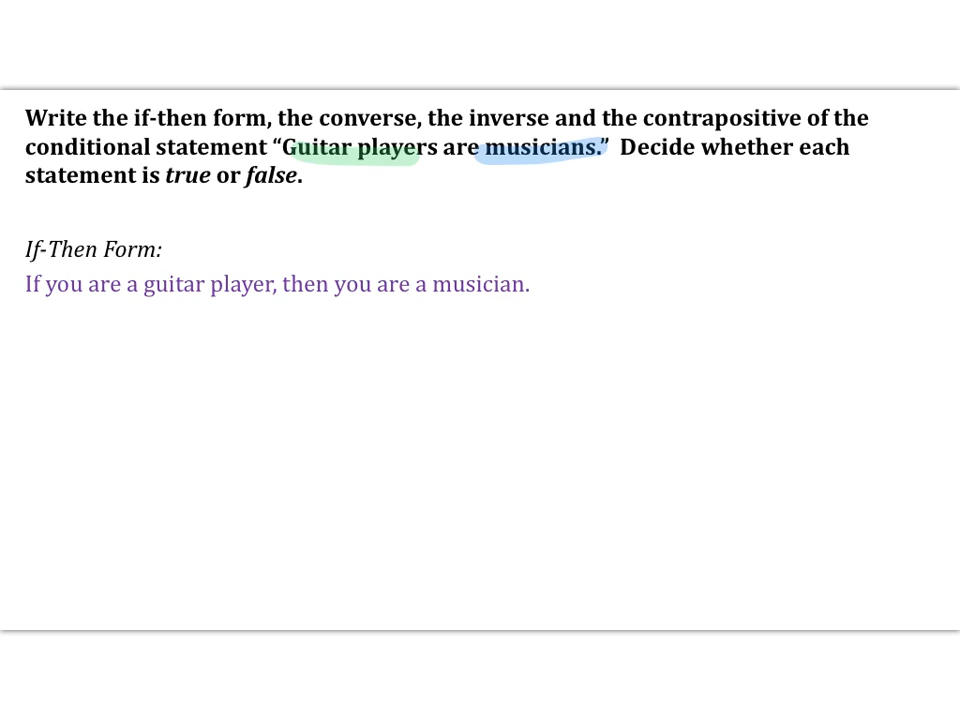 Write the if-then form, the converse, the inverse and the contrapositive of the
conditional statement “Guitar players are musicians.”  Decide whether each
statement is true or false.
If-Then Form:
If you are a guitar player, then you are a musician.